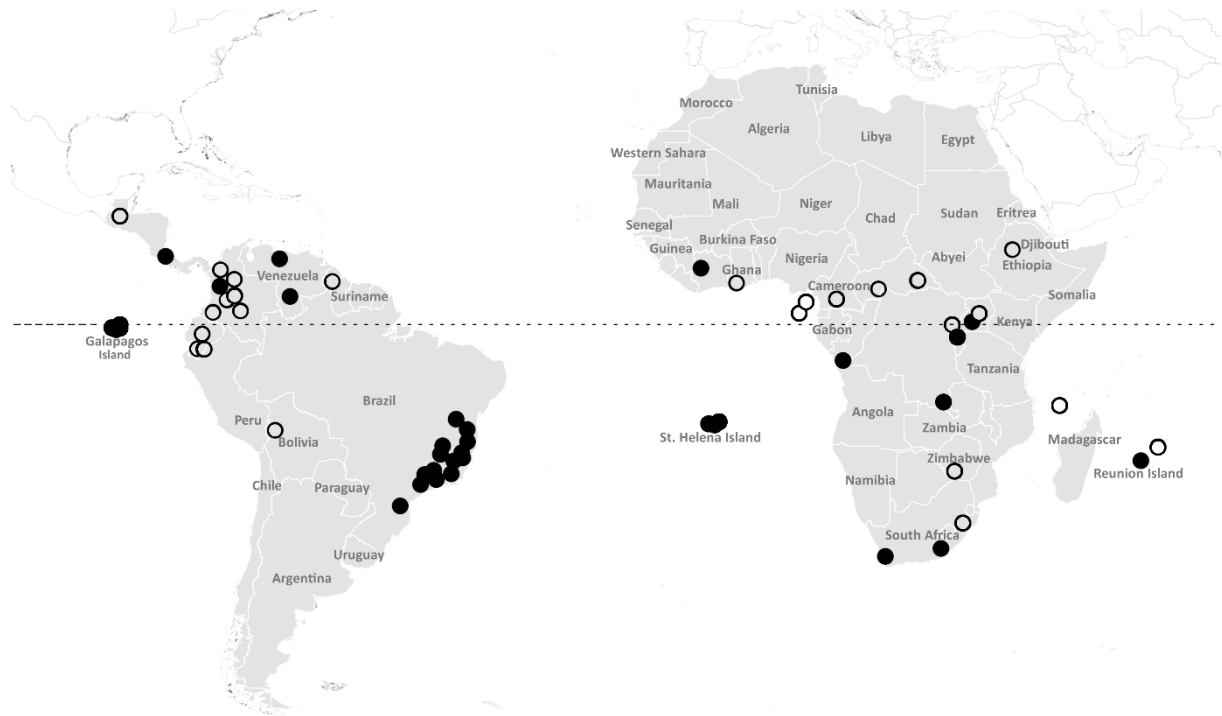 Tunisia
Morocco
Algeria
Libya
Egypt
Western Sahara
Mauritania
Mali
Niger
Chad
Sudan
Eritrea
Senegal
Guinea
Burkina Faso
Djibouti
Nigeria
Abyei
Ethiopia
Ghana
Cameroon
Somalia
Venezuela
Suriname
Gabon
Kenya
Galapagos
Island
Tanzania
Brazil
Peru
Bolivia
Angola
Zambia
St. Helena Island
Madagascar
Zimbabwe
Reunion Island
Namibia
Chile
Paraguay
South Africa
Uruguay
Argentina